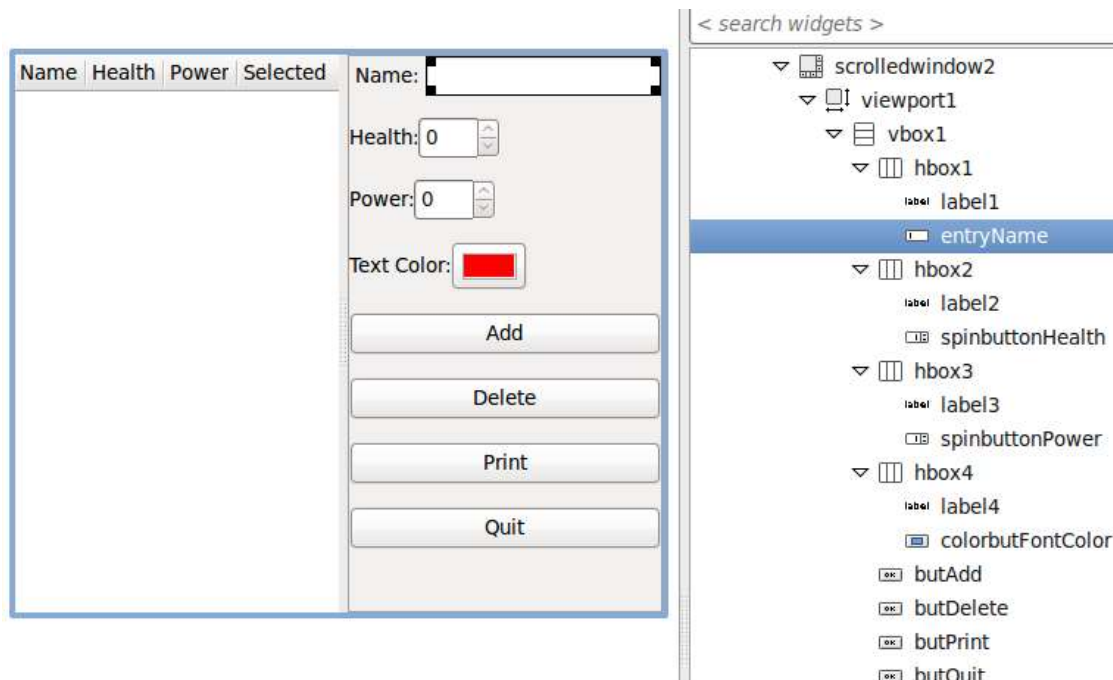 Name Health Power Selected
Name:
Health: 0
Power: 0
Text Color:
Add
Delete
Print
Quit
< search widgets >
scrolledwindow2
viewport1
vbox1
hbox1
label label1
entryName
hbox2
label label2
spinbuttonHealth
hbox3
label label3
spinbuttonPower
hbox4
label label4
colorbutFontColor
OK butAdd
OK butDelete
OK butPrint
OK butQuit